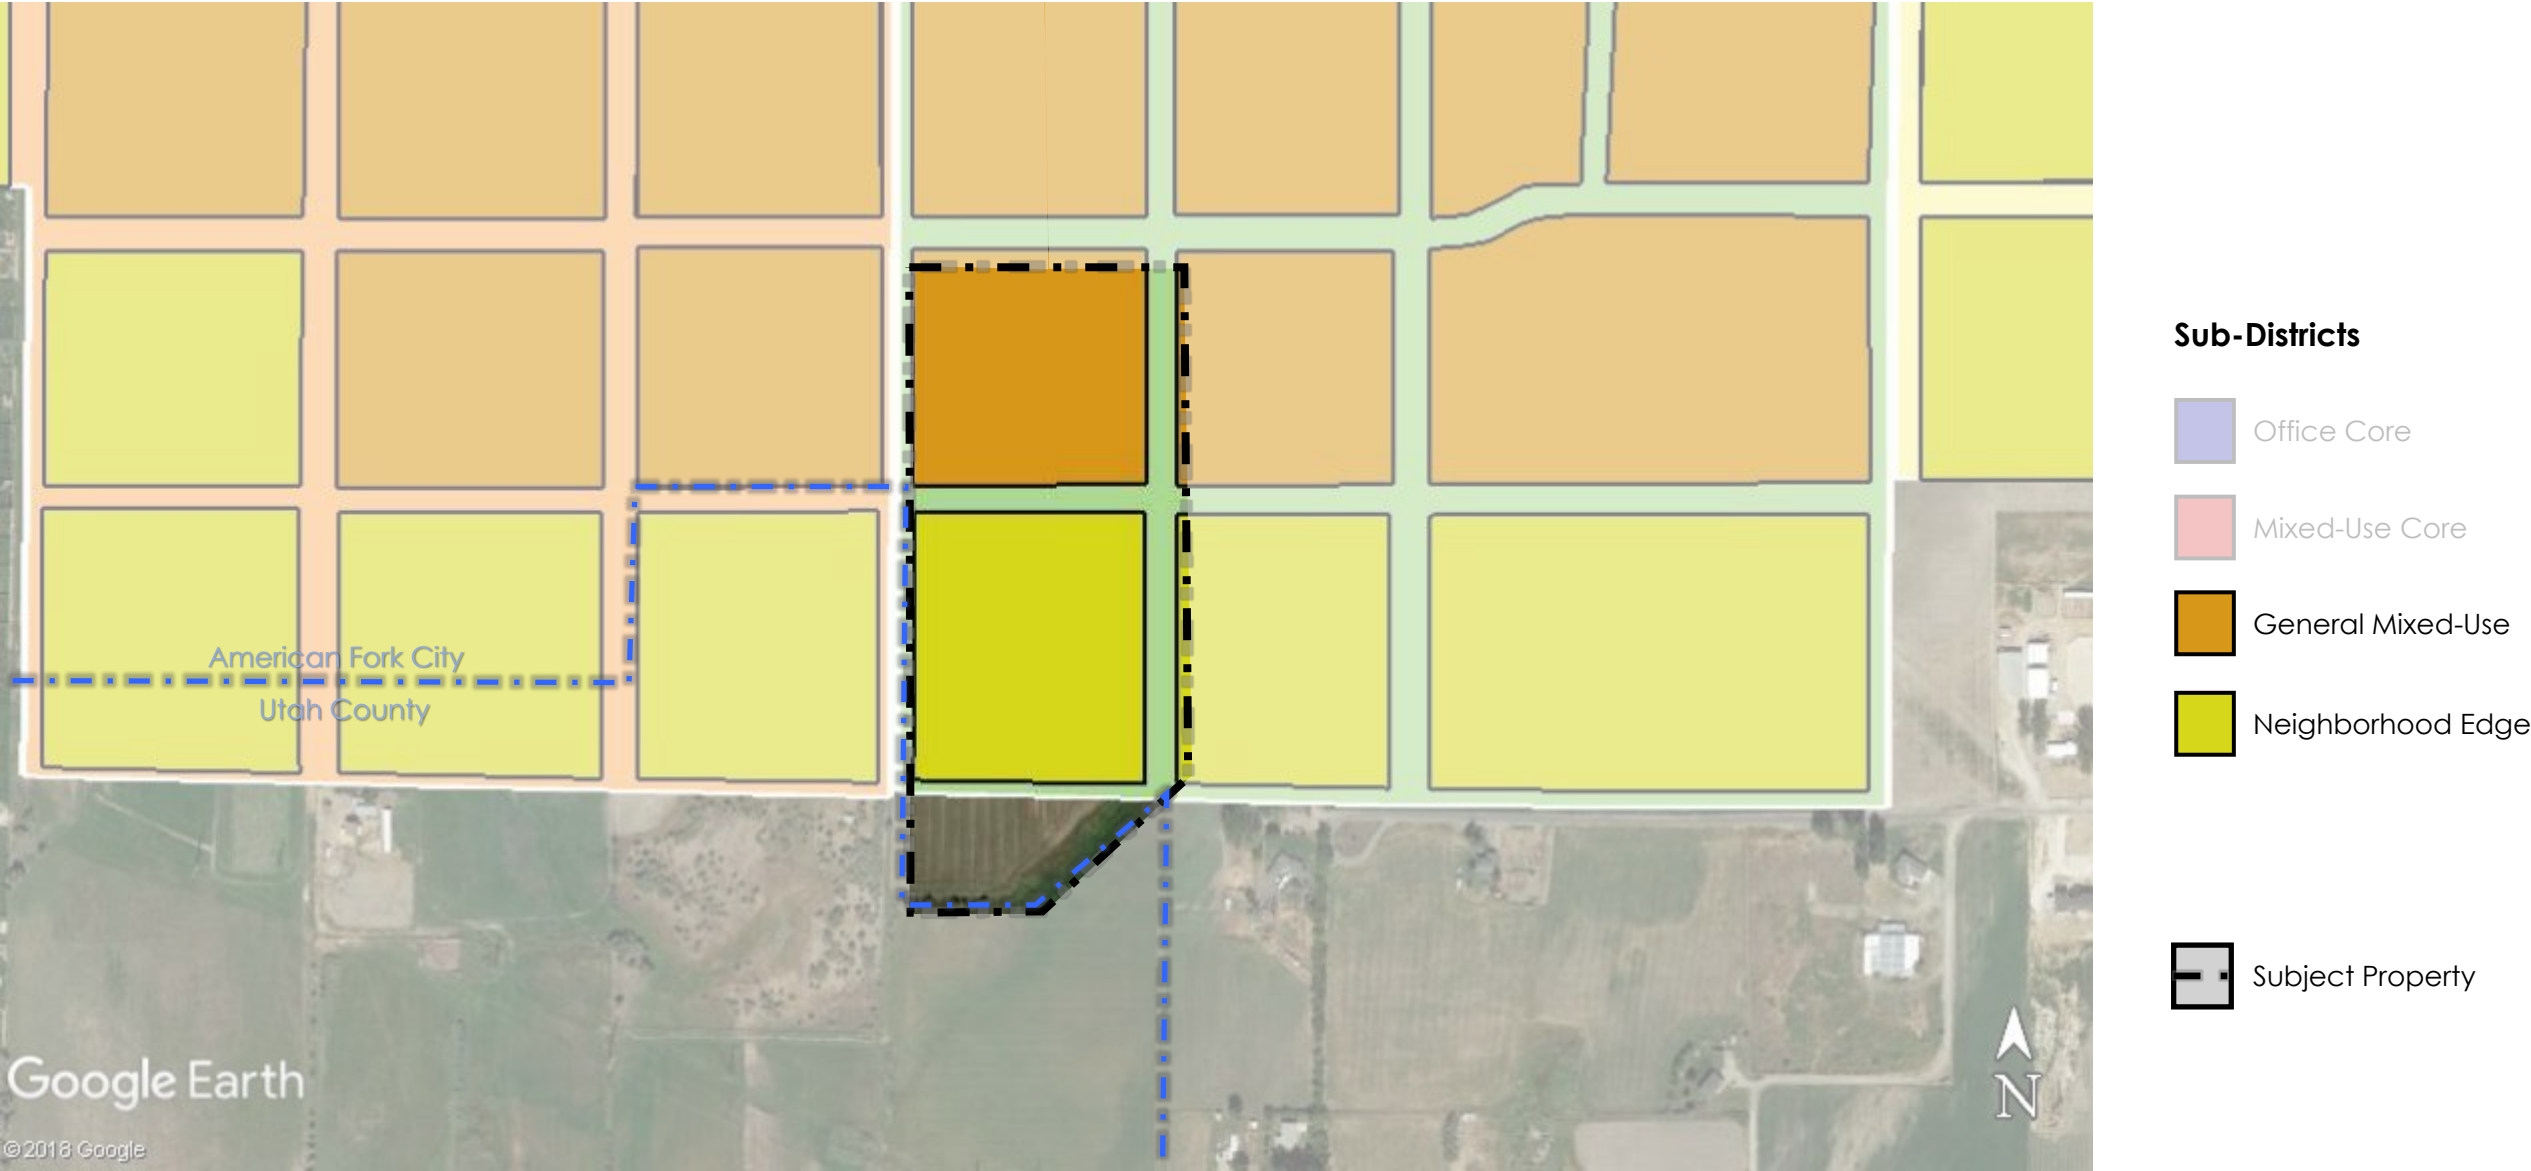 Sub-Districts
Office Core
Mixed-Use Core
General Mixed-Use
Neighborhood Edge
Subject Property
American Fork City
Utah County
Google Earth
©2018 Google
N